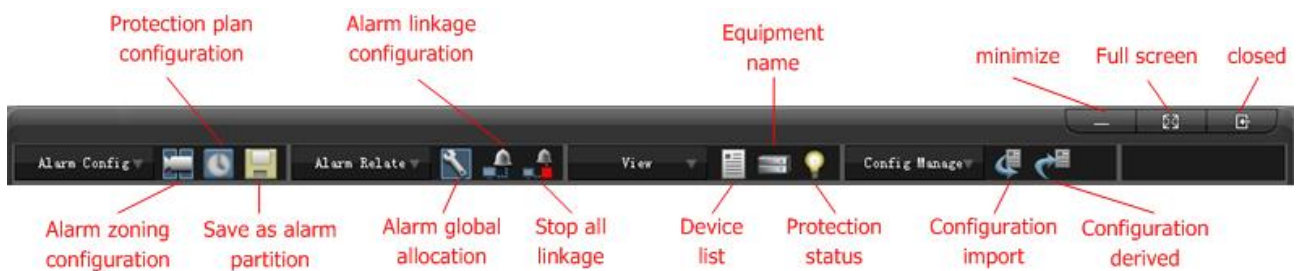 Protection plan
configuration
Alarm linkage
configuration
Equipment
name
minimize
Full screen
closed
Alarm Config
Alarm Relate
View
Config Manage
Alarm zoning
configuration
Save as alarm
partition
Alarm global
allocation
Stop all
linkage
Device
list
Protection
status
Configuration
import
Configuration
derived